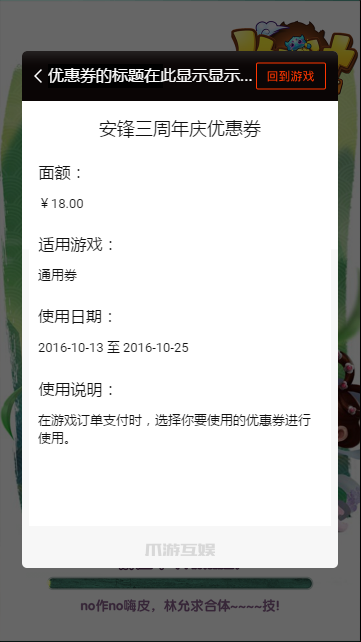 优惠券的标题在此显示显示...
回到游戏
安锋三周年庆优惠券
面额：
￥18.00
适用游戏：
通用券
使用日期：
2016-10-13 至 2016-10-25
使用说明：
在游戏订单支付时，选择你要使用的优惠券进行
使用。
爪游互娱
no作no嗨皮，林允求合体~~~~技!